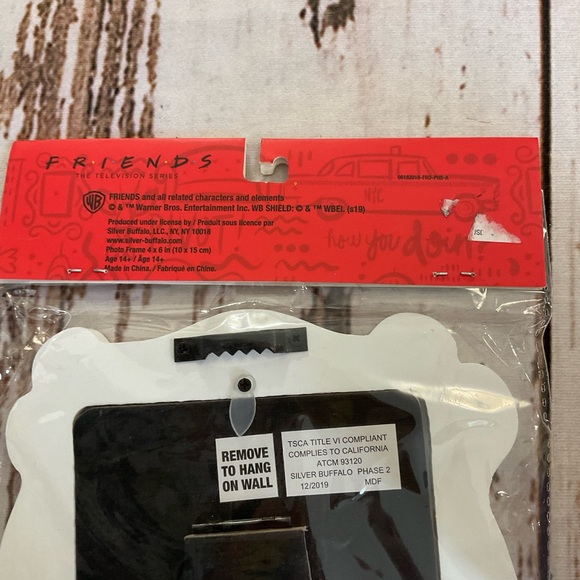 F·R·I·E·N·D·S
THE TELEVISION SERIES
WB
FRIENDS and all related characters and elements
© & ™ Warner Bros. Entertainment Inc. WB SHIELD: © & ™ WBEI. (s19)
Produced under license by / Produit sous licence par
Silver Buffalo, LLC., NY, NY 10018
www.silver-buffalo.com
Photo Frame 4 x 6 in (10 x 15 cm)
Age 14+ / Âge 14+
Made in China. / Fabriqué en China.
NYC
how you doin?
REMOVE
TO HANG
ON WALL
TSCA TITLE VI COMPLIANT
COMPLIES TO CALIFORNIA
ATCM 93120
SILVER BUFFALO PHASE 2
12/2019 MDF